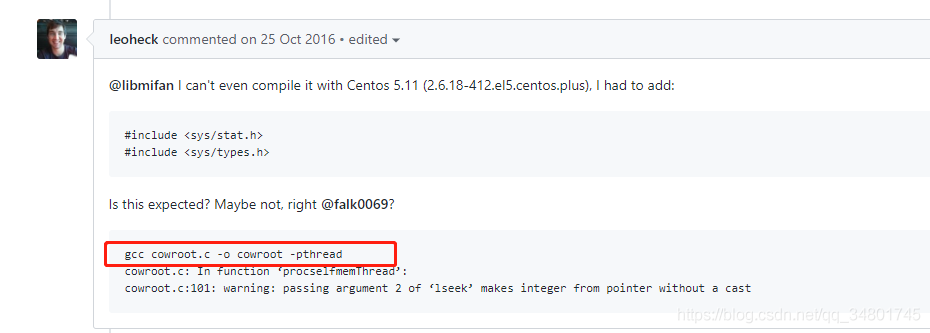 leoheck commented on 25 Oct 2016 • edited
@libmifan I can't even compile it with Centos 5.11 (2.6.18-412.el5.centos.plus), I had to add:
#include <sys/stat.h>
#include <sys/types.h>
Is this expected? Maybe not, right @falk0069?
gcc cowroot.c -o cowroot -pthread
cowroot.c: In function ‘procselfmemThread’:
cowroot.c:101: warning: passing argument 2 of ‘lseek’ makes integer from pointer without a cast
https://blog.csdn.net/qq_34801745